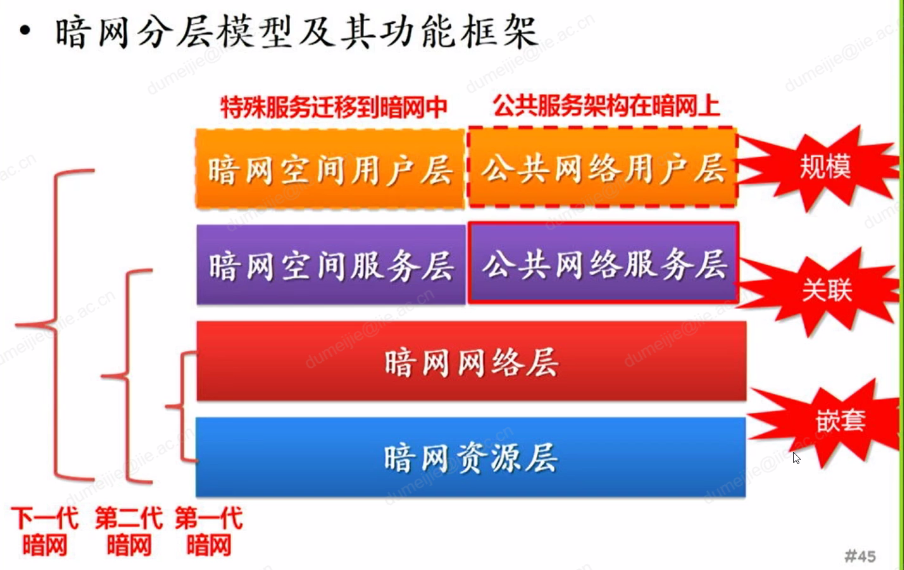 • 暗网分层模型及其功能框架
特殊服务迁移到暗网中 公共服务架构在暗网上
暗网空间用户层 公共网络用户层 规模
暗网空间服务层 公共网络服务层 关联
暗网网络层
暗网资源层 嵌套
下一代 第二代 第一代
暗网 暗网 暗网
#45
dumeijie@iie.ac.cn